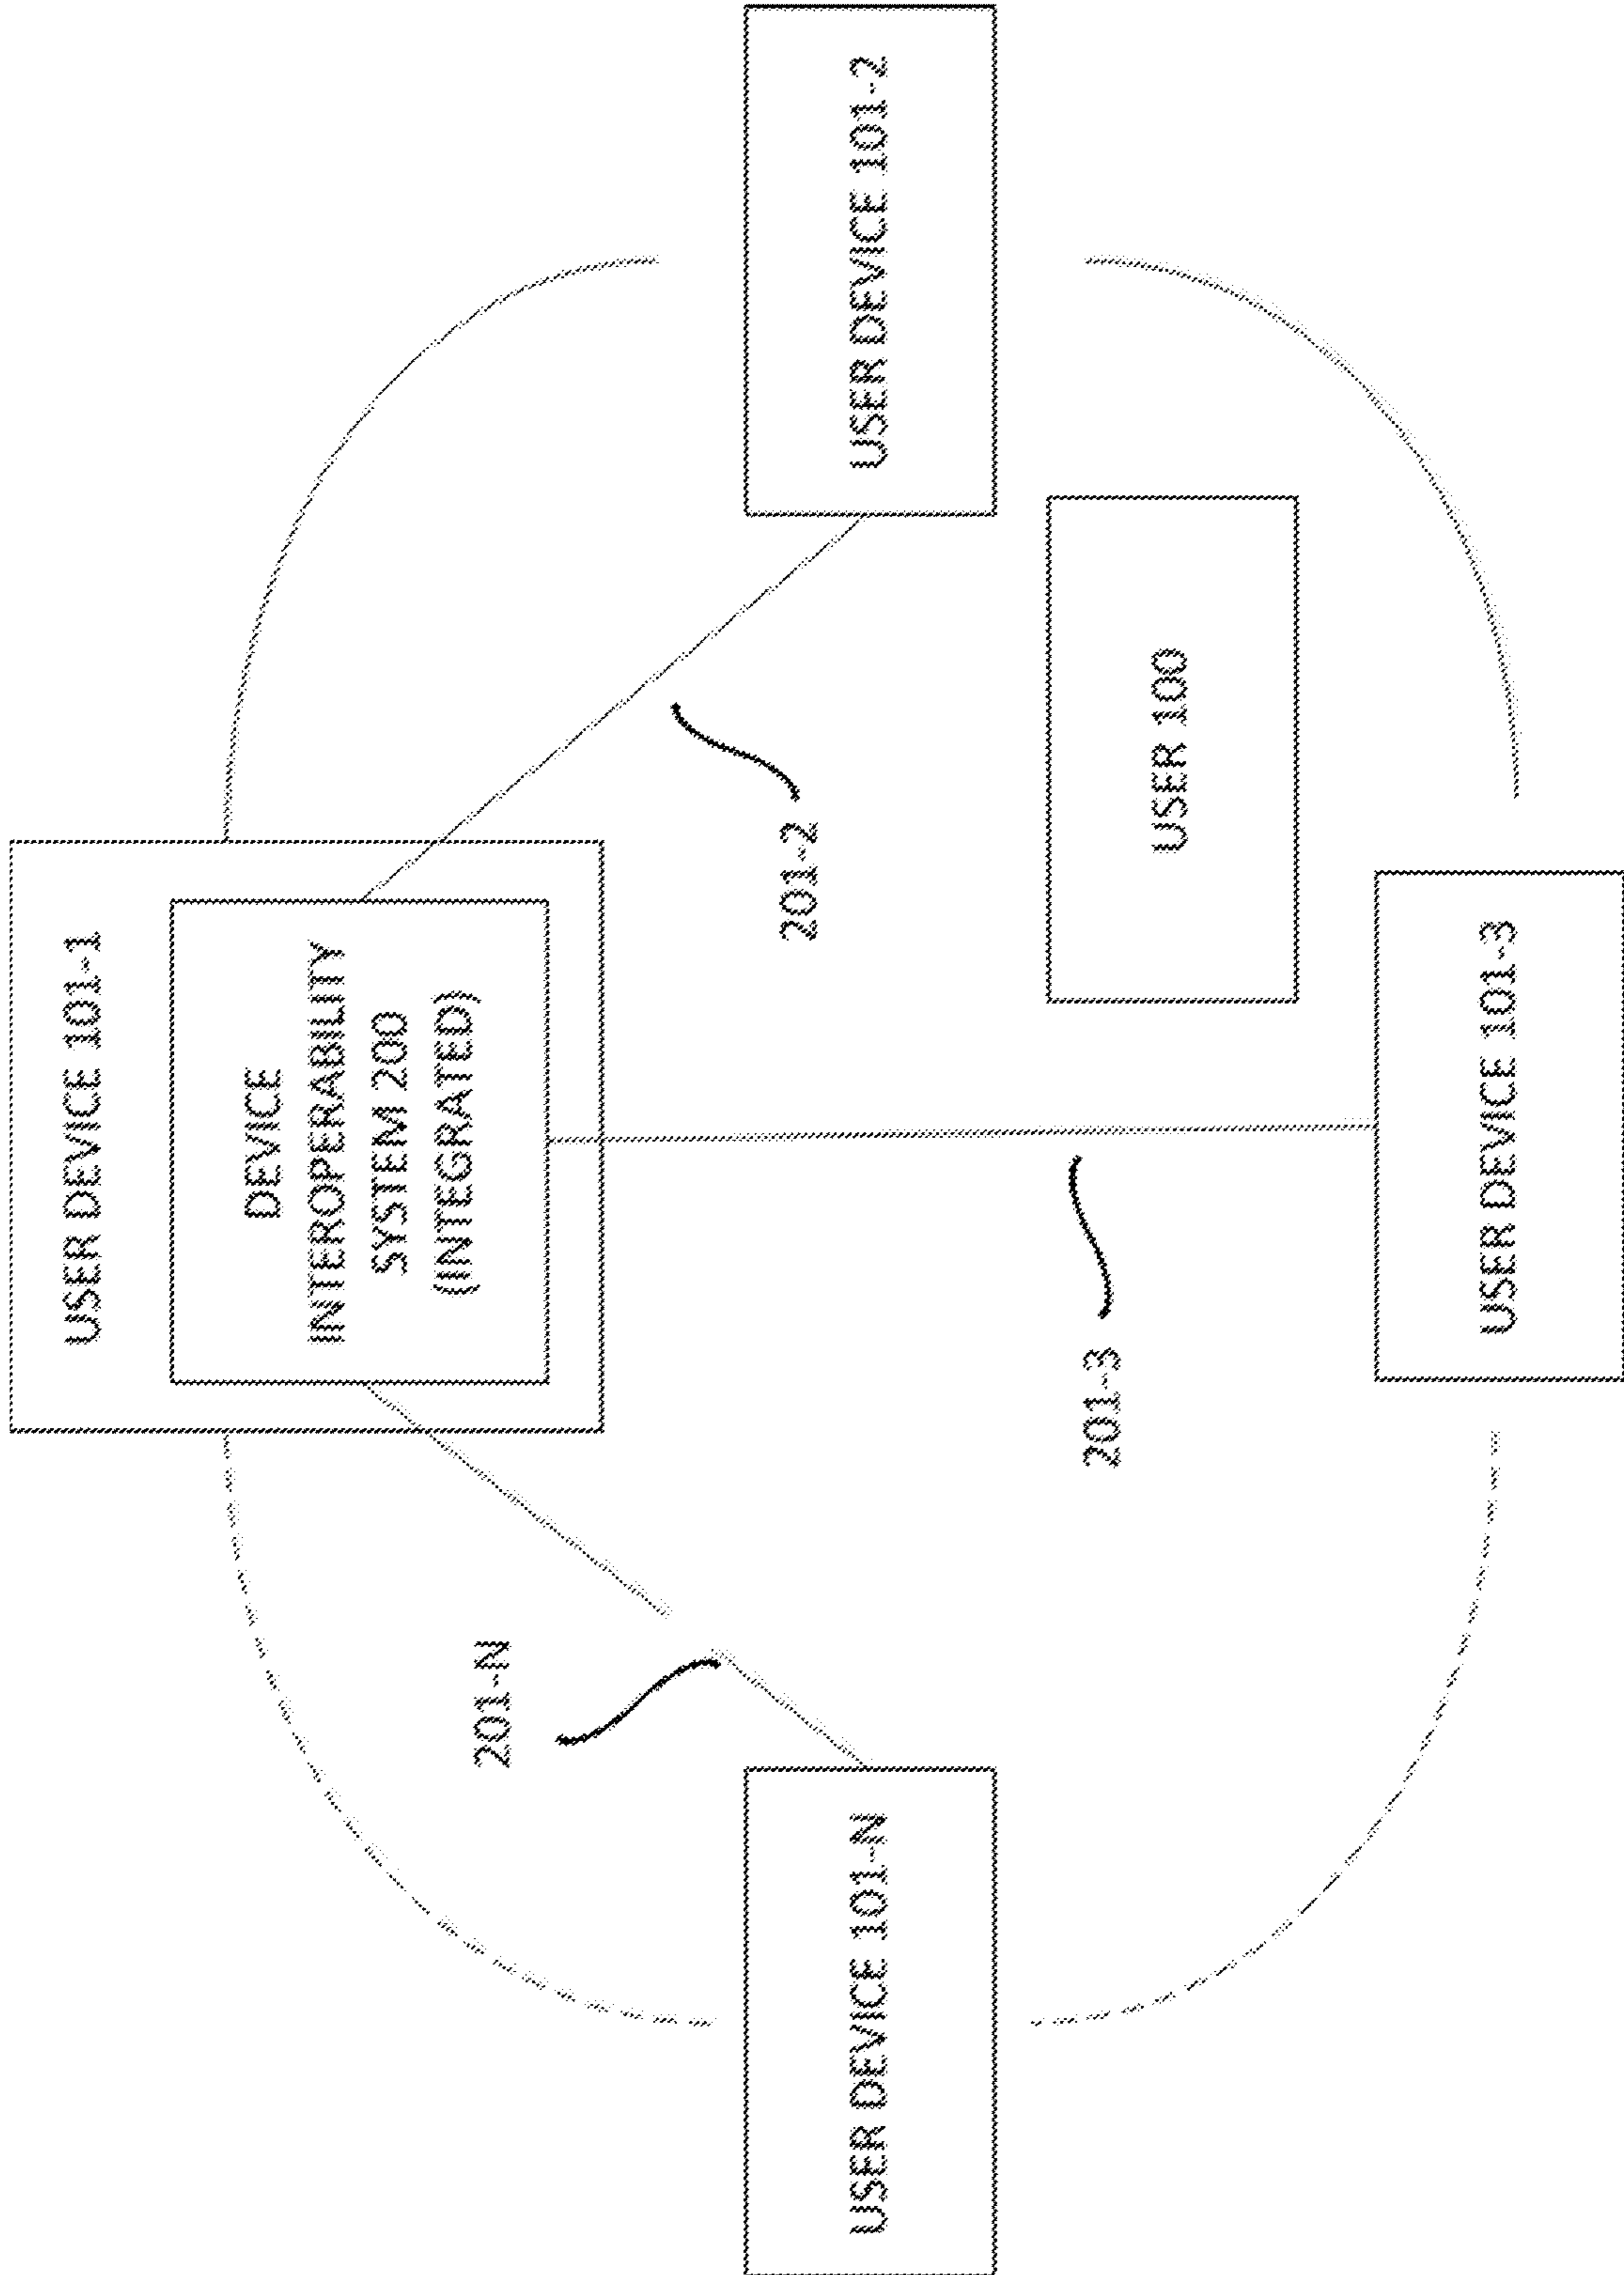 USER DEVICE 101-1
DEVICE
INTEROPERABILITY
SYSTEM 200
(INTEGRATED)
201-N
201-2
USER DEVICE 101-N
USER DEVICE 101-2
201-3
USER 100
USER DEVICE 101-3